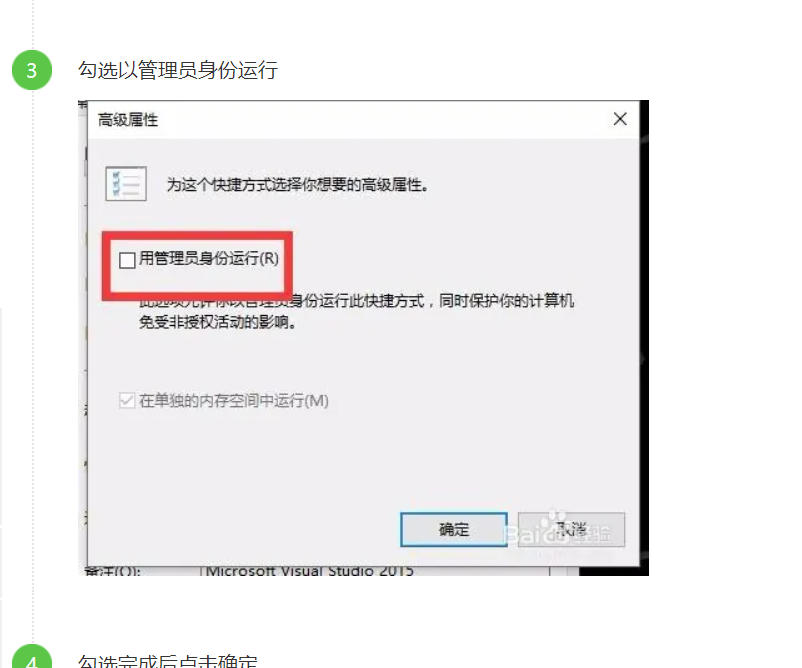 3
勾选以管理员身份运行
高级属性
为这个快捷方式选择你想要的高级属性。
用管理员身份运行(R)
此选项允许你以管理员身份运行此快捷方式，同时保护你的计算机
免受非授权活动的影响。
在单独的内存空间中运行(M)
确定
取消
Baidu经验
备注(O):
Microsoft Visual Studio 2015
4
勾选完成后点击确定